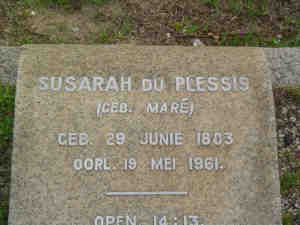 SUSARAH DU PLESSIS
(GEB. MARÉ)
GEB. 29 JUNIE 1883
OORL. 19 MEI 1961.
OPEN. 14:13.